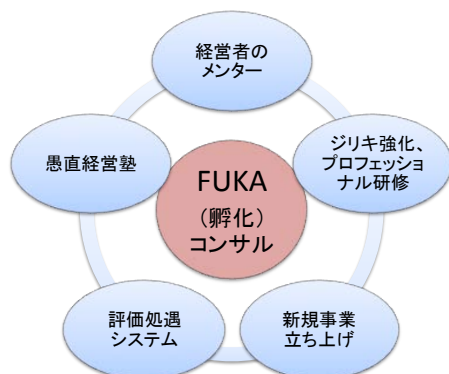 経営者の
メンター
ジリキ強化、
プロフェッショ
ナル研修
愚直経営塾
FUKA
（孵化）
コンサル
評価処遇
システム
新規事業
立ち上げ